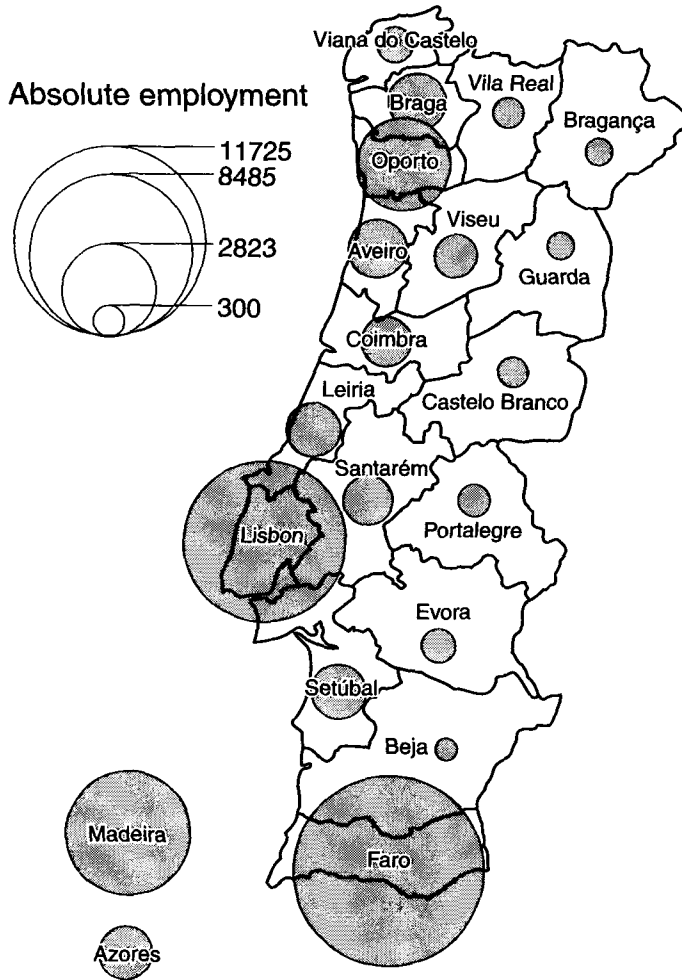 Viana do Castelo
Absolute employment
11725
8485
2823
300
Braga
Vila Real
Bragança
Oporto
Aveiro
Viseu
Guarda
Coimbra
Leiria
Castelo Branco
Santarém
Lisbon
Portalegre
Evora
Setúbal
Beja
Madeira
Faro
Azores